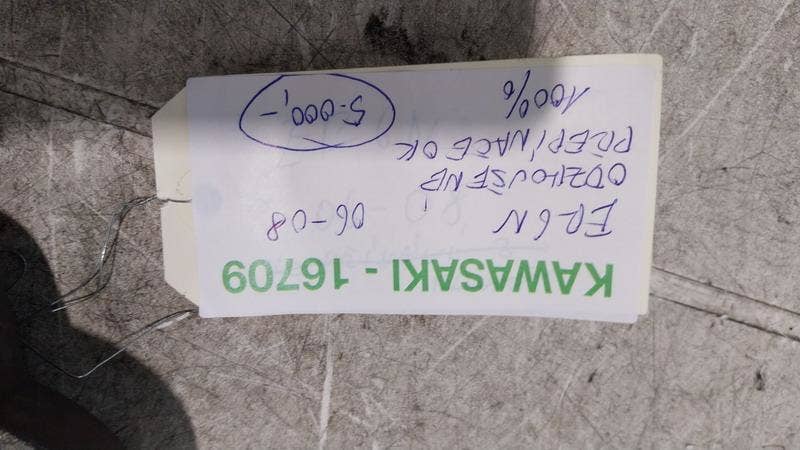 KAWASAKI - 16709
ER6N 06-08
ODZKOUŠENÉ
PŘEPÍNAČE OK
100% 5.000,-